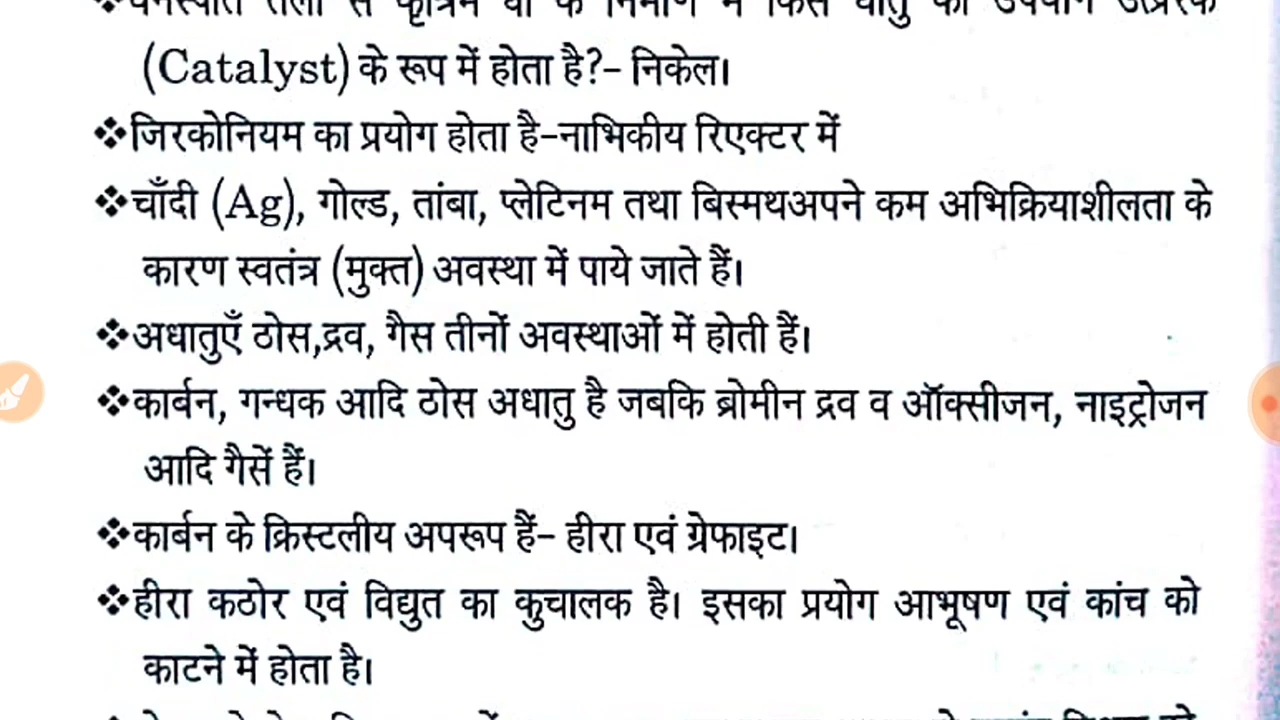 (Catalyst) के रूप में होता है?– निकेल।
❖जिरकोनियम का प्रयोग होता है–नाभिकीय रिएक्टर में
❖चाँदी (Ag), गोल्ड, तांबा, प्लेटिनम तथा बिस्मथअपने कम अभिक्रियाशीलता के
कारण स्वतंत्र (मुक्त) अवस्था में पाये जाते हैं।
❖अधातुएँ ठोस,द्रव, गैस तीनों अवस्थाओं में होती हैं।
❖कार्बन, गन्धक आदि ठोस अधातु है जबकि ब्रोमीन द्रव व ऑक्सीजन, नाइट्रोजन
आदि गैसें हैं।
❖कार्बन के क्रिस्टलीय अपरूप हैं– हीरा एवं ग्रेफाइट।
❖हीरा कठोर एवं विद्युत का कुचालक है। इसका प्रयोग आभूषण एवं कांच को
काटने में होता है।